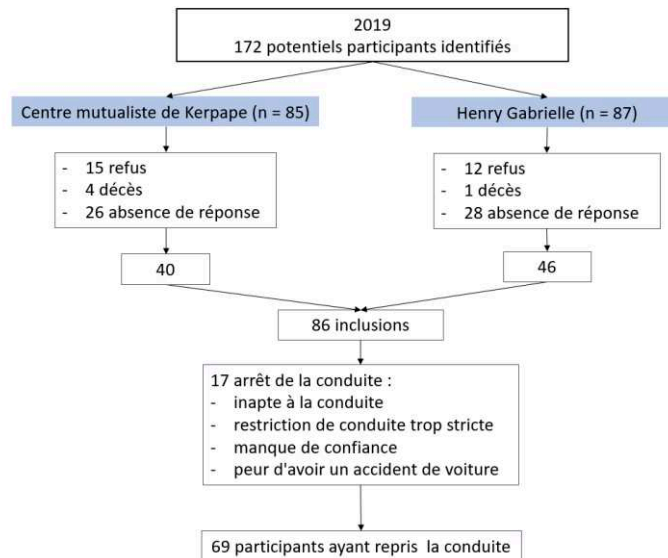 2019
172 potentiels participants identifiés
Centre mutualiste de Kerpape (n = 85)
Henry Gabrielle (n = 87)
- 15 refus
- 4 décès
- 26 absence de réponse
- 12 refus
- 1 décès
- 28 absence de réponse
40
46
86 inclusions
17 arrêt de la conduite :
- inapte à la conduite
- restriction de conduite trop stricte
- manque de confiance
- peur d'avoir un accident de voiture
69 participants ayant repris la conduite